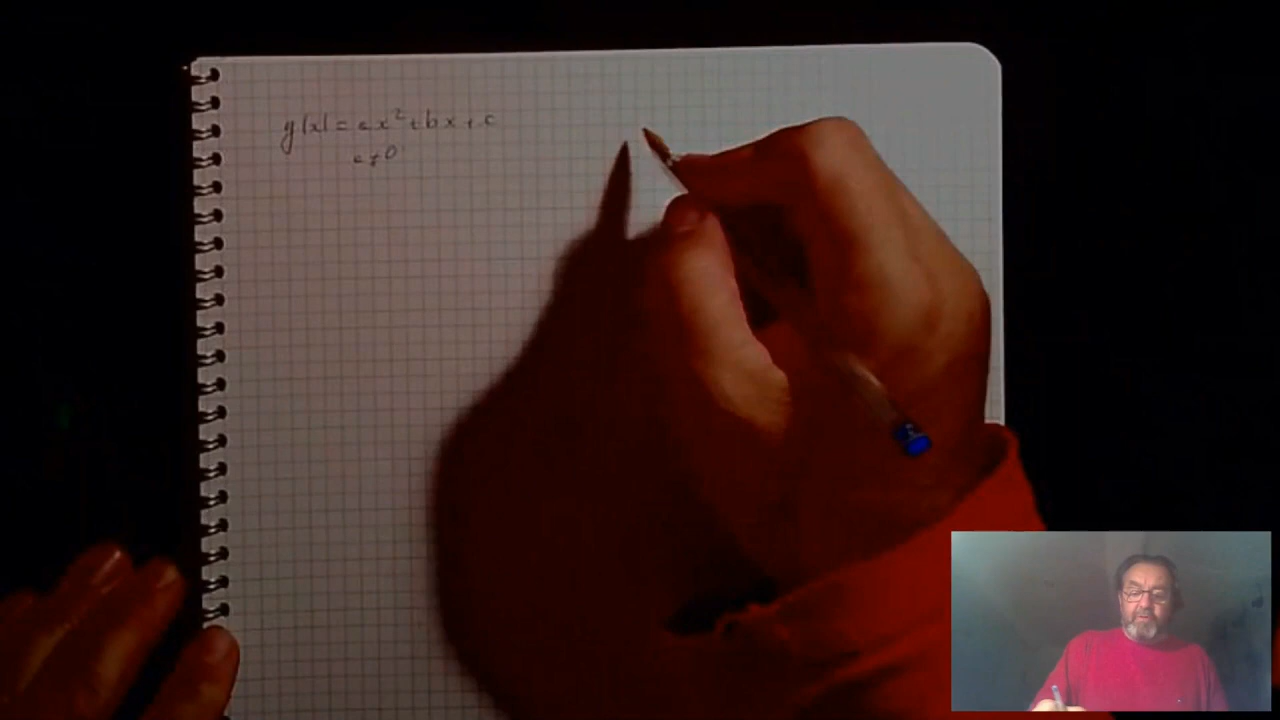 y(x) = ax² + bx + c
a ≠ 0